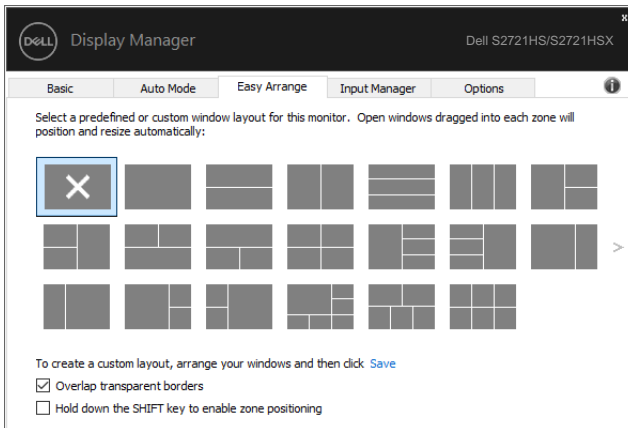 x
DELL Display Manager Dell S2721HS/S2721HSX
Basic Auto Mode Easy Arrange Input Manager Options
Select a predefined or custom window layout for this monitor. Open windows dragged into each zone will
position and resize automatically:
To create a custom layout, arrange your windows and then click Save
Overlap transparent borders
Hold down the SHIFT key to enable zone positioning